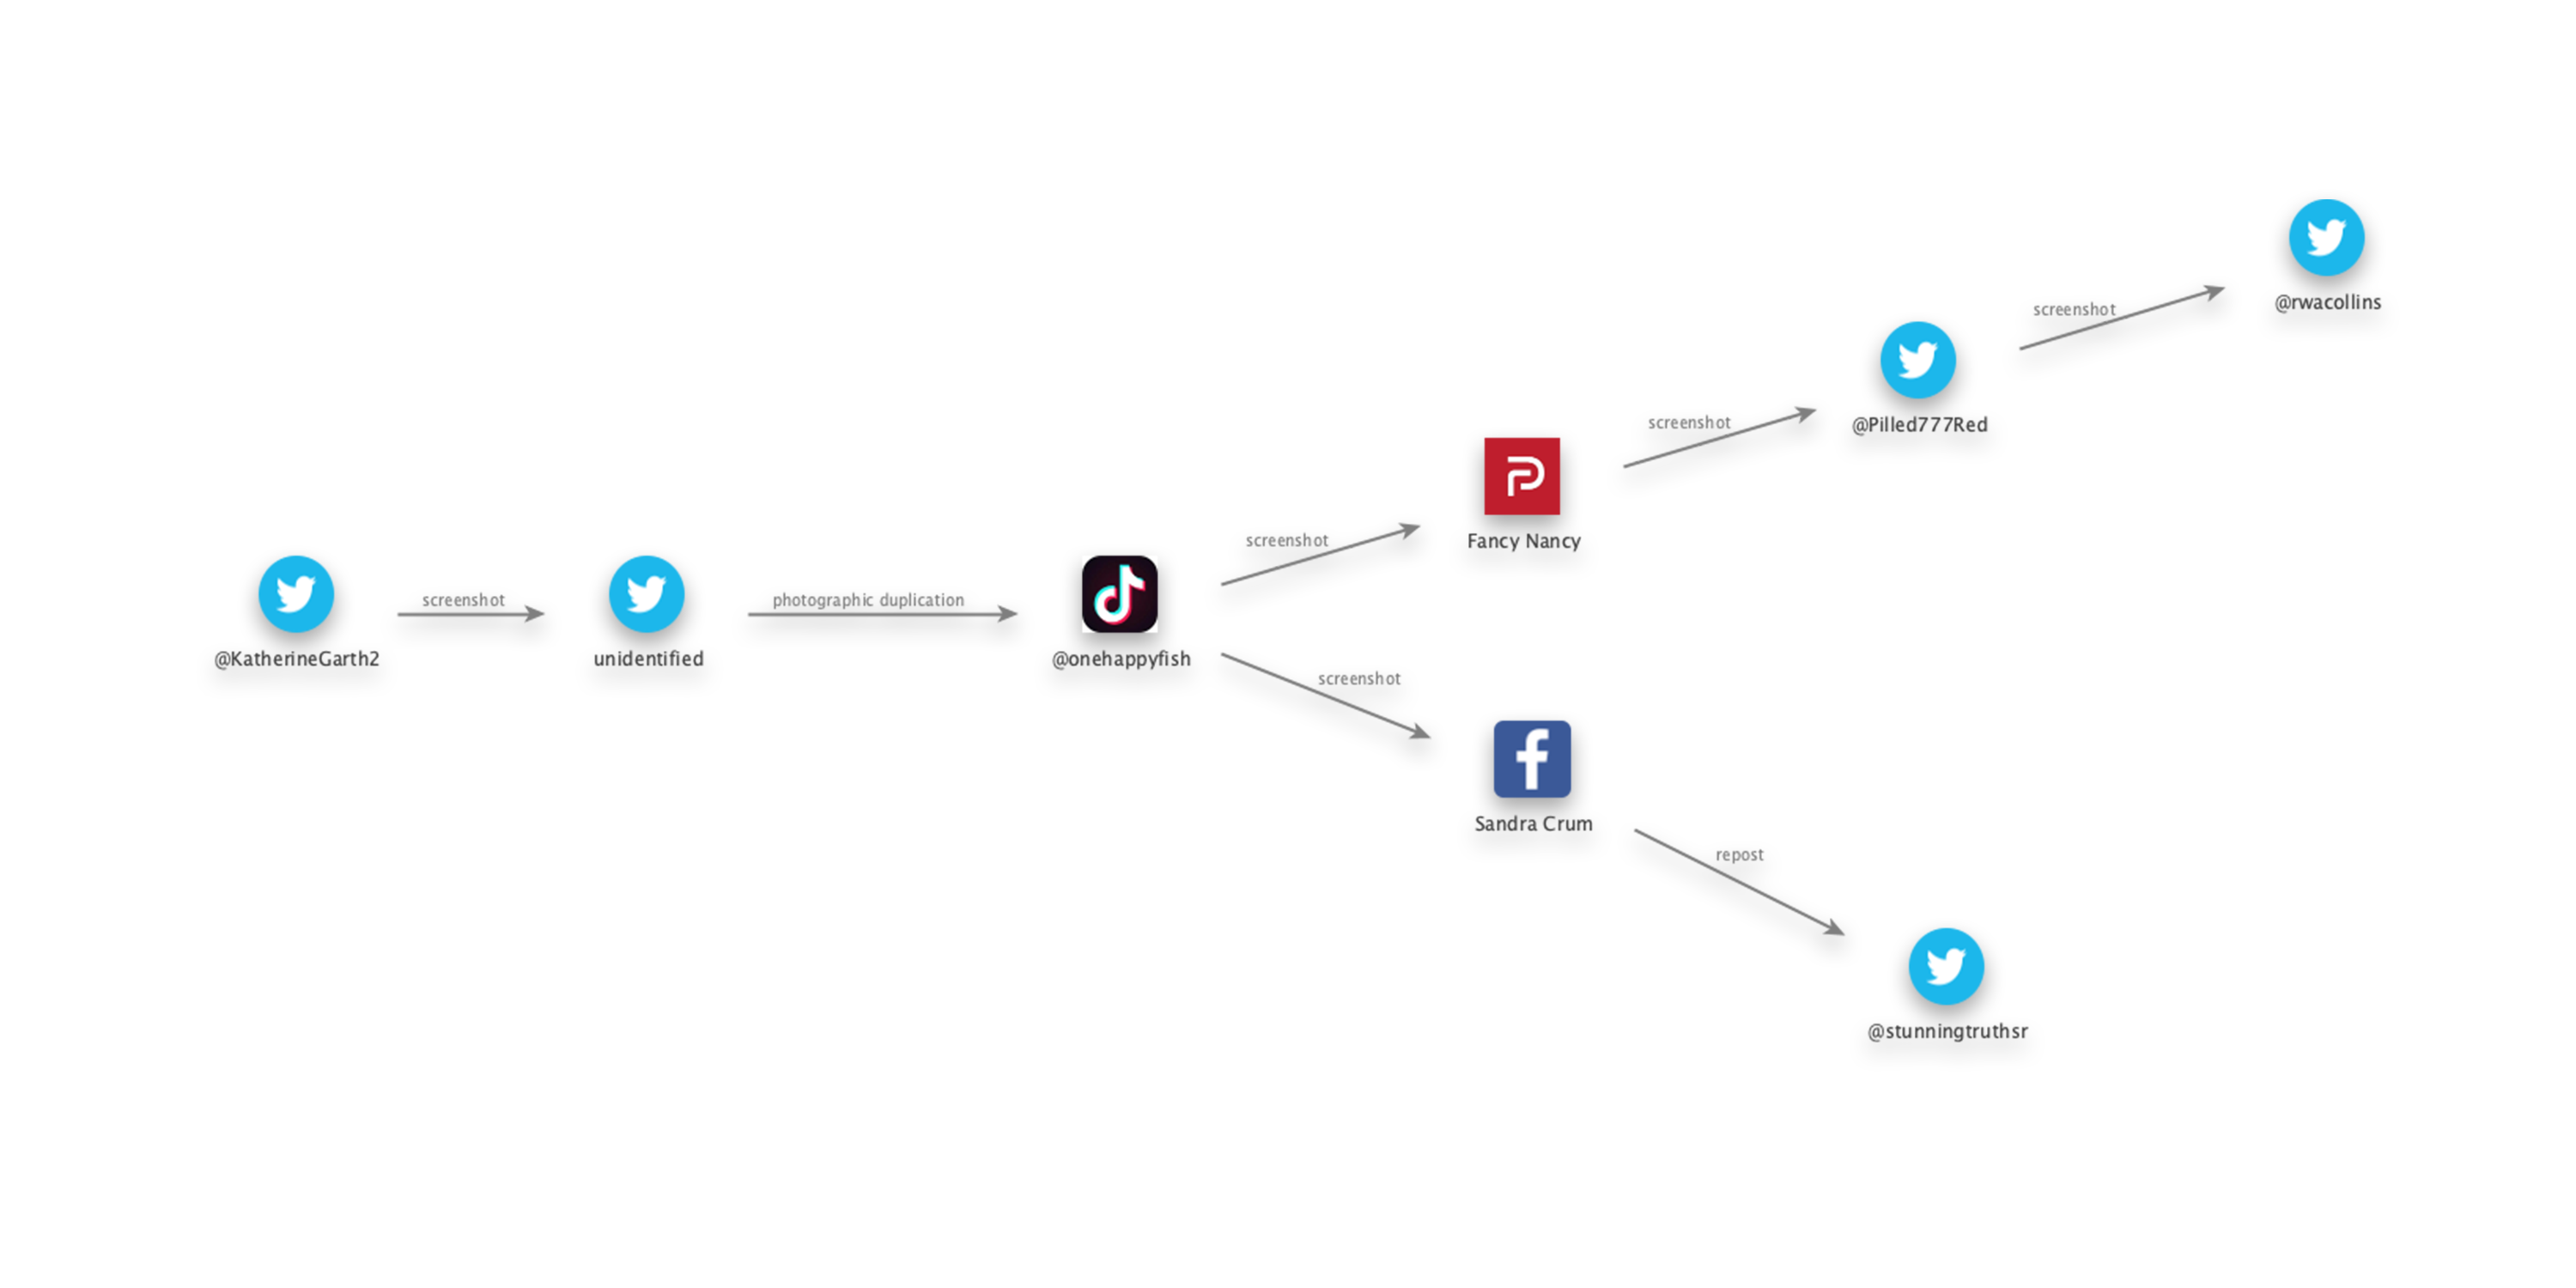 @KatherineGarth2
screenshot
unidentified
photographic duplication
@onehappyfish
screenshot
Fancy Nancy
screenshot
@Pilled777Red
screenshot
@rwacollins
screenshot
Sandra Crum
repost
@stunningtruthsr